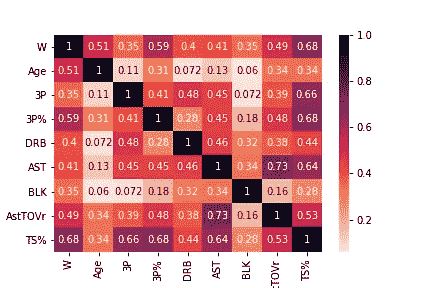 1.0
W 1 0.51 0.35 0.59 0.4 0.41 0.35 0.49 0.68
Age 0.51 1 0.11 0.31 0.072 0.13 0.06 0.34 0.34
0.8
3P 0.35 0.11 1 0.41 0.48 0.45 0.072 0.39 0.66
3P% 0.59 0.31 0.41 1 0.28 0.45 0.18 0.48 0.68
0.6
DRB 0.4 0.072 0.48 0.28 1 0.46 0.32 0.38 0.44
AST 0.41 0.13 0.45 0.45 0.46 1 0.34 0.73 0.64
0.4
BLK 0.35 0.06 0.072 0.18 0.32 0.34 1 0.16 0.28
AstTOVr 0.49 0.34 0.39 0.48 0.38 0.73 0.16 1 0.53
0.2
TS% 0.68 0.34 0.66 0.68 0.44 0.64 0.28 0.53 1
W Age 3P 3P% DRB AST BLK tTOVr TS%